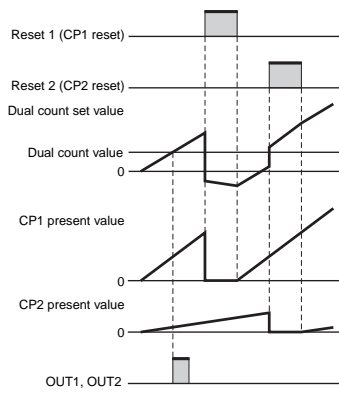 Reset 1 (CP1 reset)
Reset 2 (CP2 reset)
Dual count set value
Dual count value
0
CP1 present value
0
CP2 present value
0
OUT1, OUT2